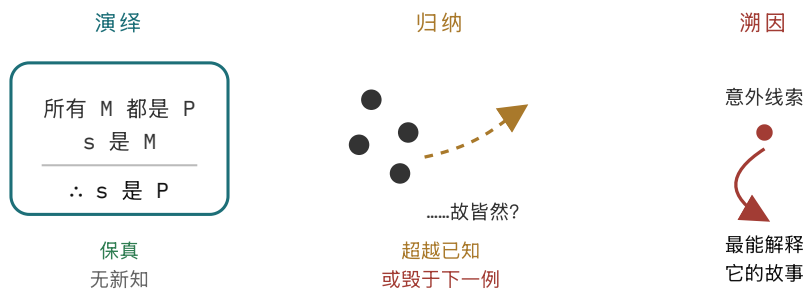 演绎
所有 M 都是 P
s 是 M
∴ s 是 P
保真
无新知
归纳
……故皆然?
超越已知
或毁于下一例
溯因
意外线索
最能解释
它的故事